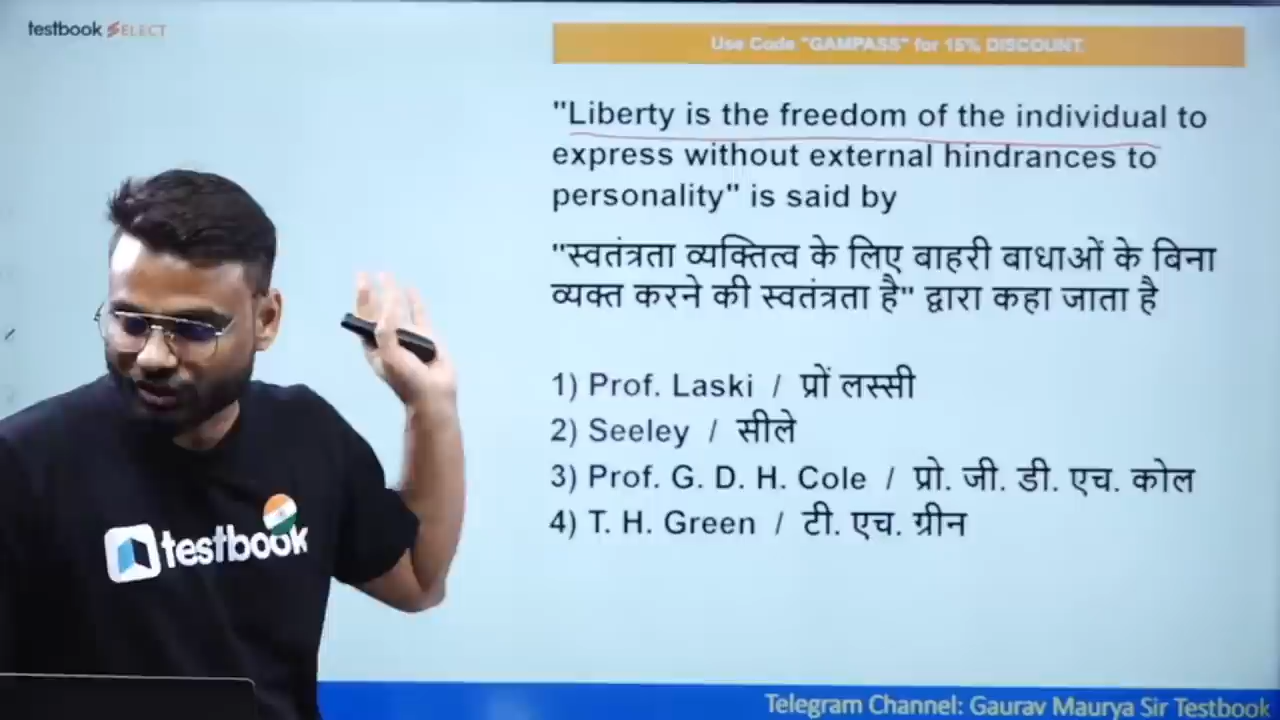 testbook SELECT
Use Code "GAMPASS" for 15% DISCOUNT
"Liberty is the freedom of the individual to
express without external hindrances to
personality" is said by
"स्वतंत्रता व्यक्तित्व के लिए बाहरी बाधाओं के बिना
व्यक्त करने की स्वतंत्रता है" द्वारा कहा जाता है
1) Prof. Laski / प्रों लस्सी
2) Seeley / सीले
3) Prof. G. D. H. Cole / प्रो. जी. डी. एच. कोल
4) T. H. Green / टी. एच. ग्रीन
testbook
Telegram Channel: Gaurav Maurya Sir Testbook